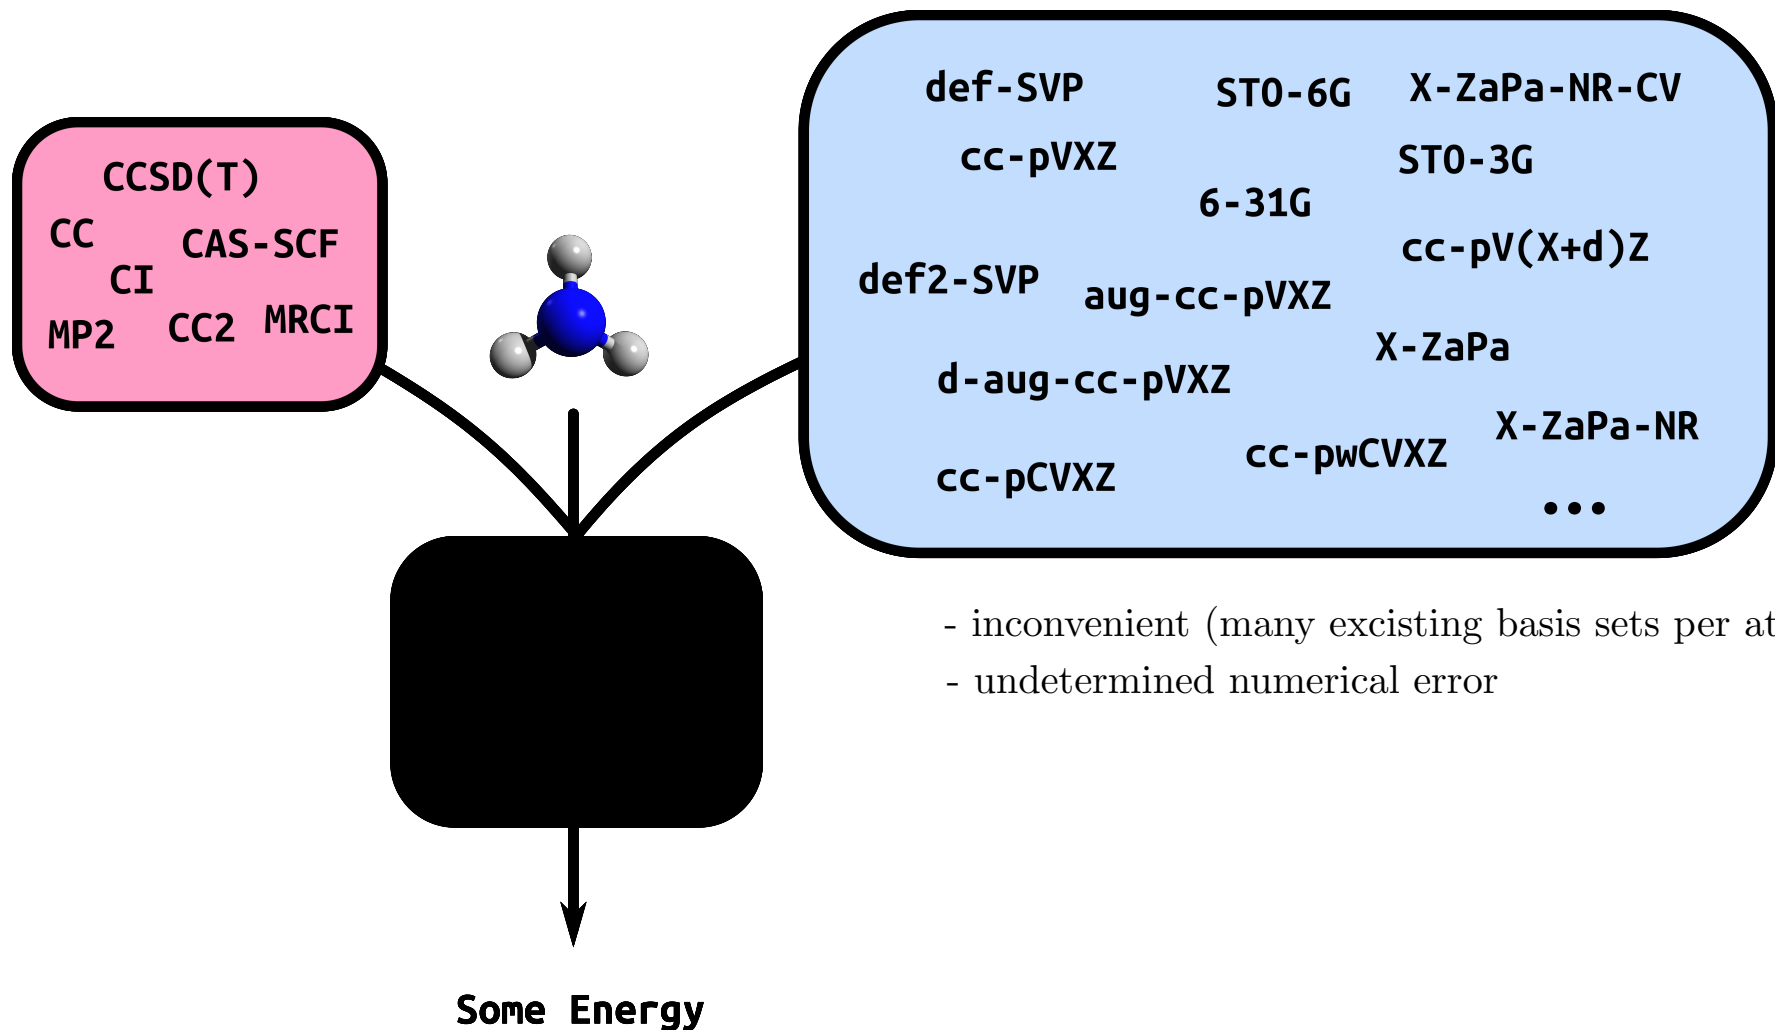 CCSD(T)
CC
CAS-SCF
CI
MP2
CC2
MRCI
def-SVP
STO-6G
X-ZaPa-NR-CV
cc-pVXZ
STO-3G
6-31G
cc-pV(X+d)Z
def2-SVP
aug-cc-pVXZ
X-ZaPa
d-aug-cc-pVXZ
X-ZaPa-NR
cc-pwCVXZ
cc-pCVXZ
...
- inconvenient (many excisting basis sets per at
- undetermined numerical error
Some Energy